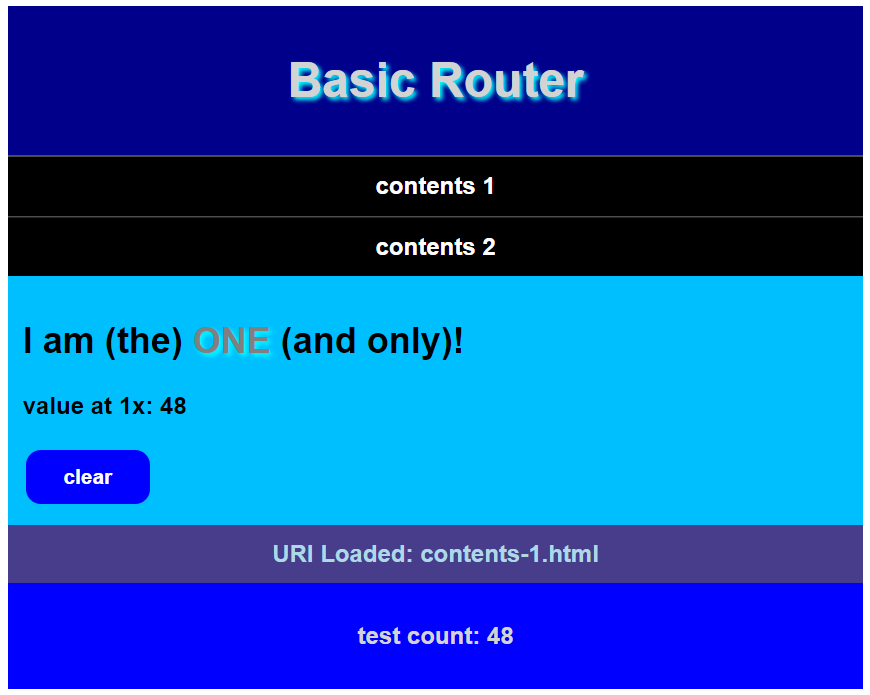 Basic Router
contents 1
contents 2
I am (the) ONE (and only)!
value at 1x: 48
clear
URI Loaded: contents-1.html
test count: 48